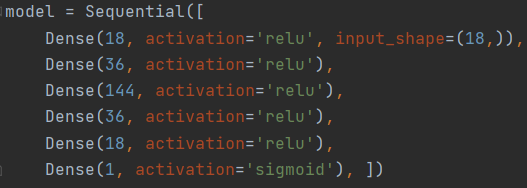 model = Sequential([
    Dense(18, activation='relu', input_shape=(18,)),
    Dense(36, activation='relu'),
    Dense(144, activation='relu'),
    Dense(36, activation='relu'),
    Dense(18, activation='relu'),
    Dense(1, activation='sigmoid'), ])